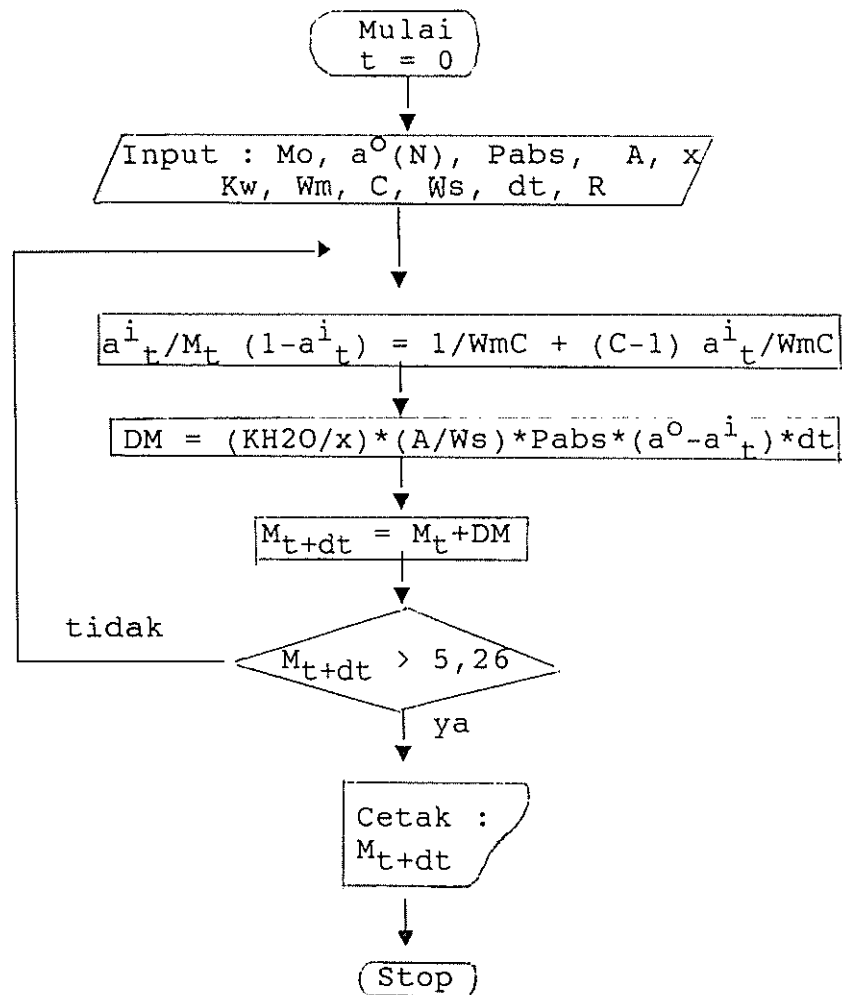 Mulai
t = 0
Input : Mo, a°(N), Pabs, A, x
Kw, Wm, C, Ws, dt, R
aⁱt/Mt (1-aⁱt) = 1/WmC + (C-1) aⁱt/WmC
DM = (KH2O/x)*(A/Ws)*Pabs*(a°-aⁱt)*dt
Mt+dt = Mt+DM
tidak
Mt+dt > 5,26
ya
Cetak :
Mt+dt
Stop